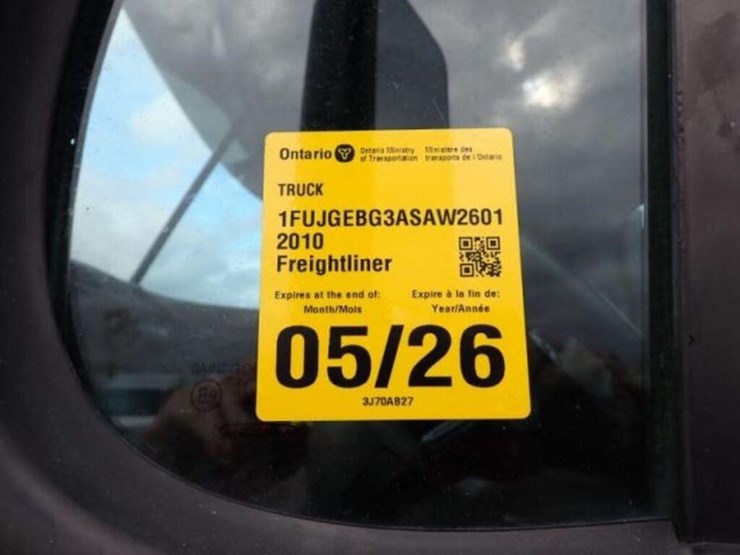 Ontario
Ontario Ministry of Transportation
Ministère des transports de l'Ontario
TRUCK
1FUJGEBG3ASAW2601
2010
Freightliner
Expires at the end of: Expire à la fin de:
Month/Mois Year/Année
05/26
3J70AB27